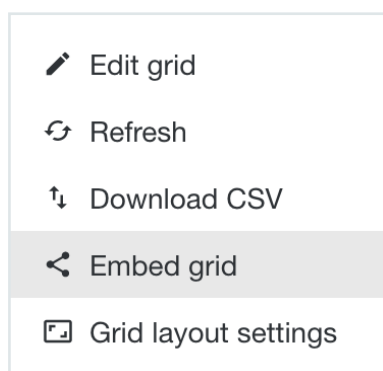 Edit grid
Refresh
Download CSV
Embed grid
Grid layout settings